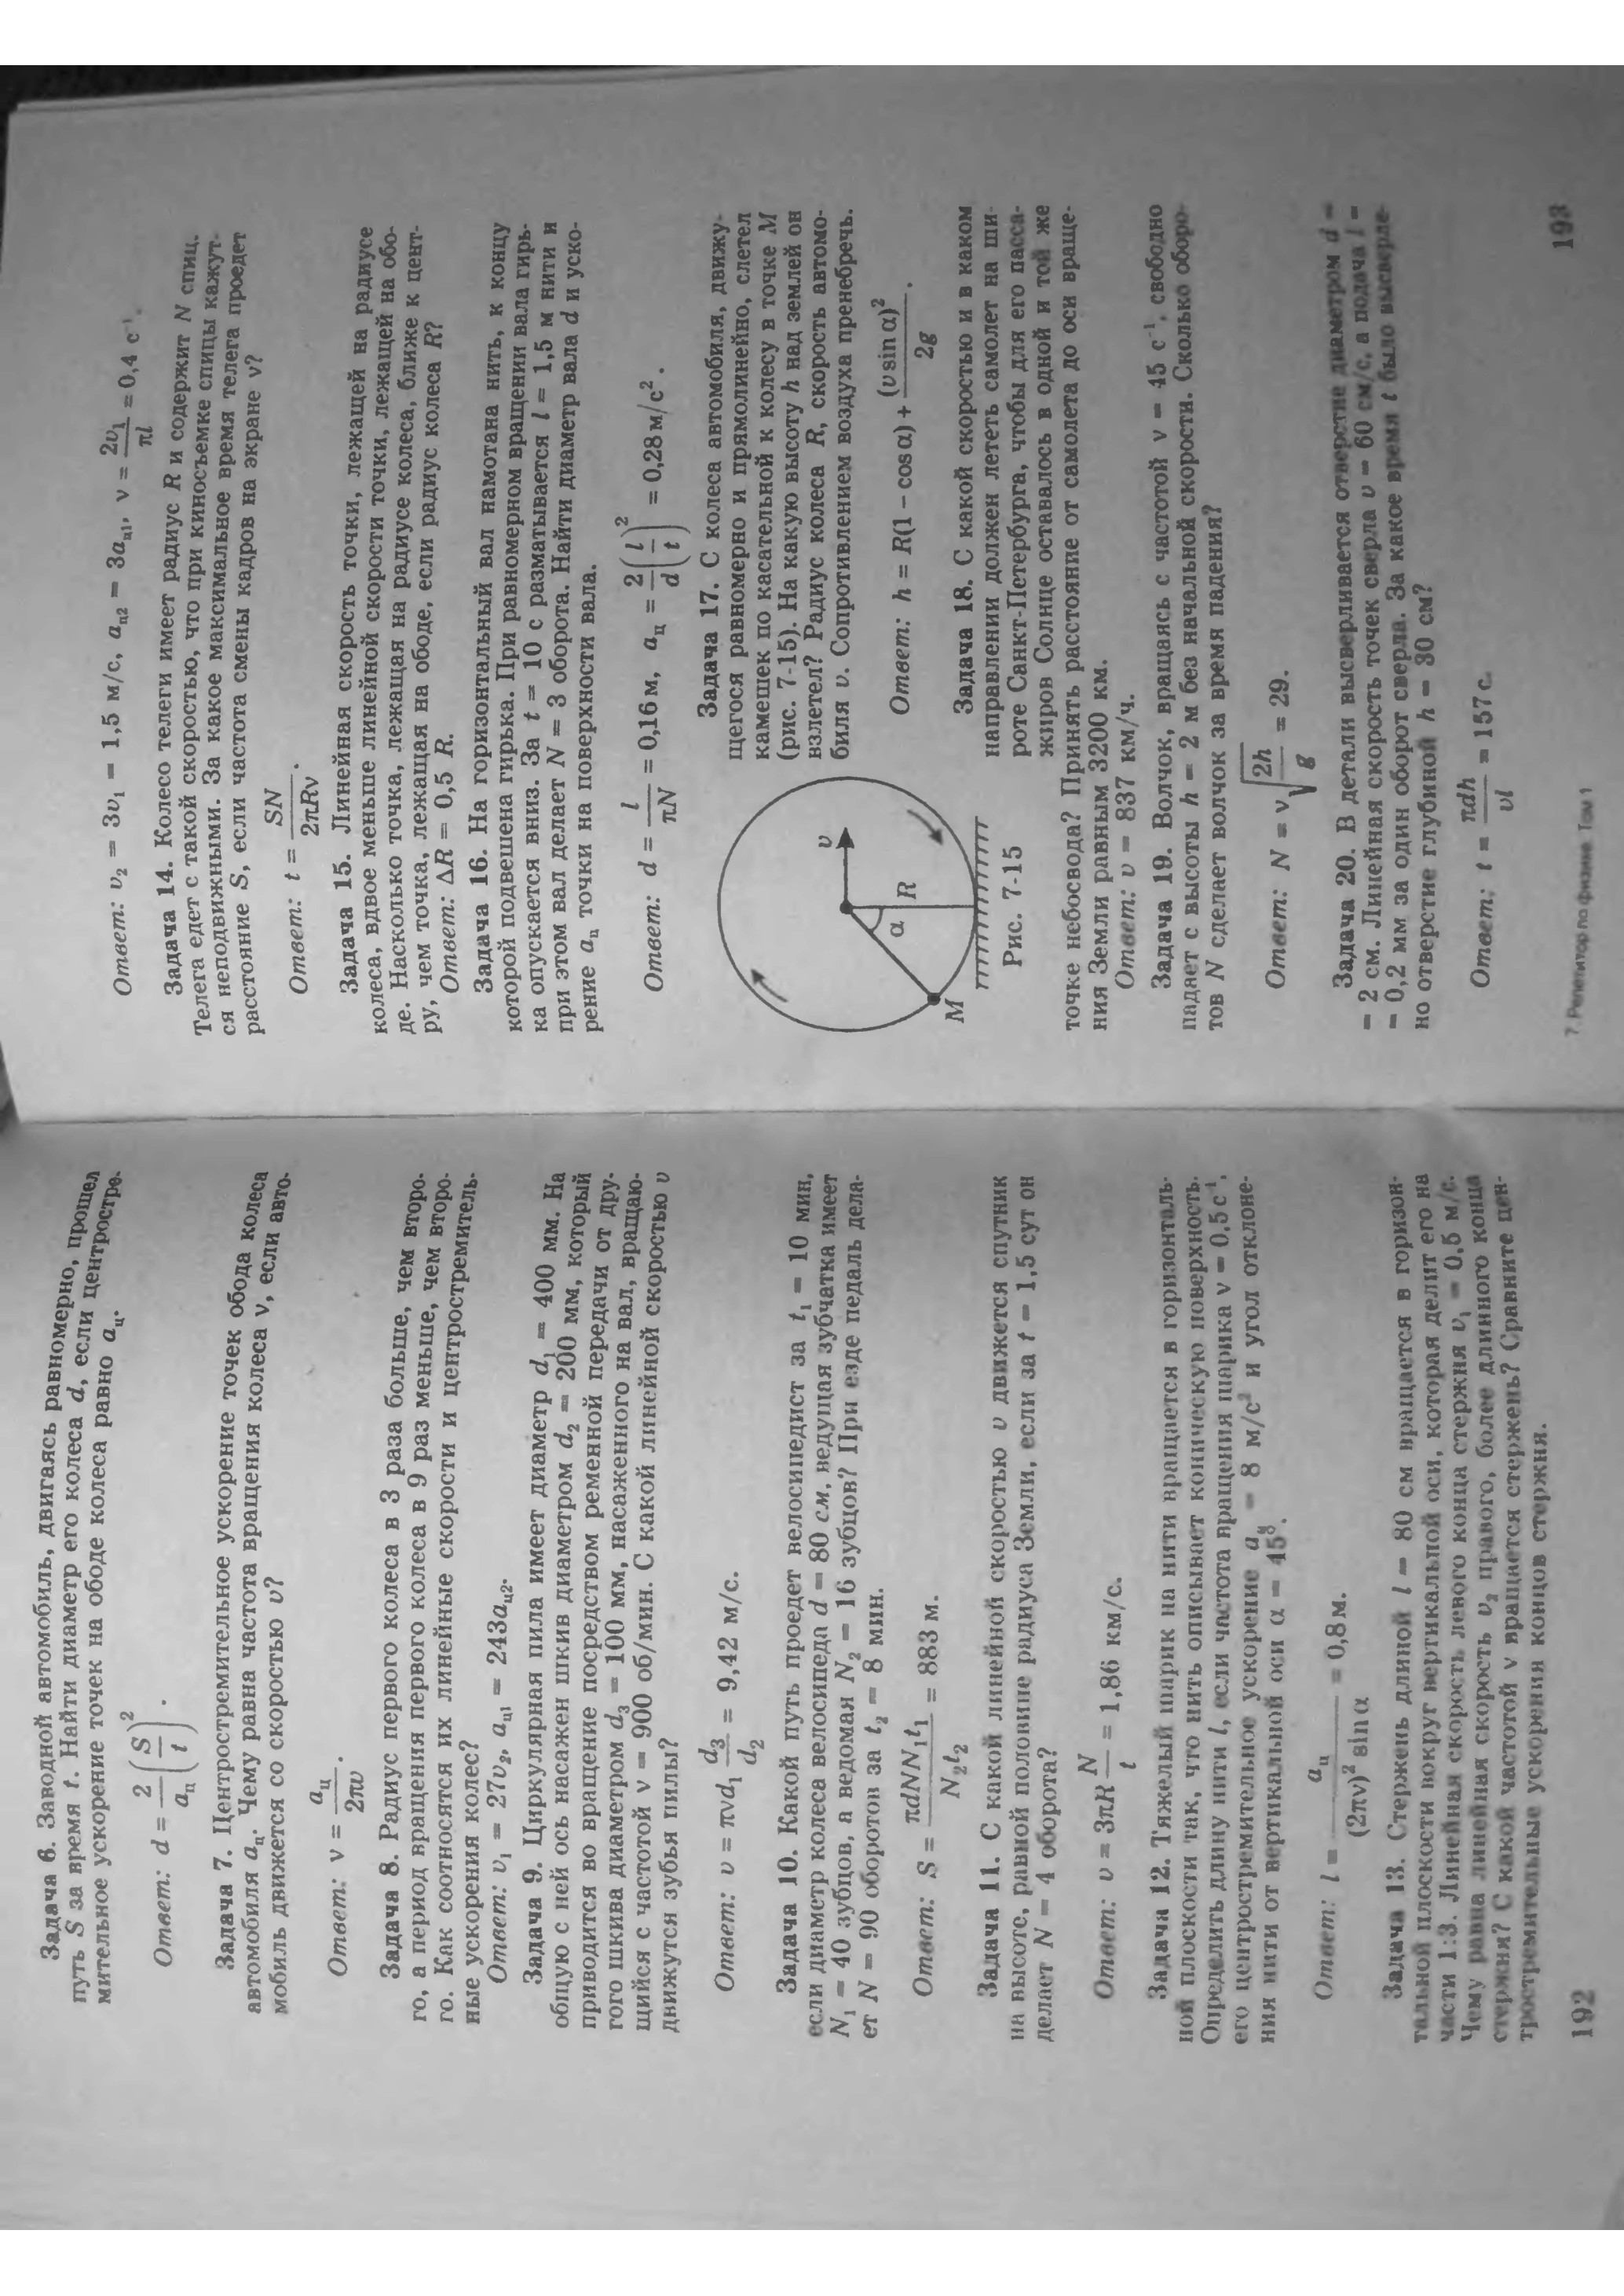 Задача 6. Заводной автомобиль, двигаясь равномерно, прошел
путь S за время t. Найти диаметр его колеса d, если центростре-
мительное ускорение точек на ободе колеса равно aц.
Ответ: d = 2/aц (S/t)².
Задача 7. Центростремительное ускорение точек обода колеса
автомобиля aц. Чему равна частота вращения колеса ν, если авто-
мобиль движется со скоростью υ?
Ответ: ν = aц/2πυ.
Задача 8. Радиус первого колеса в 3 раза больше, чем второ-
го, а период вращения первого колеса в 9 раз меньше, чем второ-
го. Как соотносятся их линейные скорости и центростремитель-
ные ускорения колес?
Ответ: υ₁ = 27υ₂, aц1 = 243aц2.
Задача 9. Циркулярная пила имеет диаметр d₁ = 400 мм. На
общую с ней ось насажен шкив диаметром d₂ = 200 мм, который
приводится во вращение посредством ременной передачи от дру-
гого шкива диаметром d₃ = 100 мм, насаженного на вал, вращаю-
щийся с частотой ν = 900 об/мин. С какой линейной скоростью υ
движутся зубья пилы?
Ответ: υ = πνd₁ d₃/d₂ = 9,42 м/с.
Задача 10. Какой путь проедет велосипедист за t₁ = 10 мин,
если диаметр колеса велосипеда d = 80 см, ведущая зубчатка имеет
N₁ = 40 зубцов, а ведомая N₂ = 16 зубцов? При езде педаль дела-
ет N = 90 оборотов за t₂ = 8 мин.
Ответ: S = πdNN₁t₁/N₂t₂ = 883 м.
Задача 11. С какой линейной скоростью υ движется спутник
на высоте, равной половине радиуса Земли, если за t = 1,5 сут он
делает N = 4 оборота?
Ответ: υ = 3πR N/t = 1,86 км/с.
Задача 12. Тяжелый шарик на нити вращается в горизонталь-
ной плоскости так, что нить описывает коническую поверхность.
Определить длину нити l, если частота вращения шарика ν = 0,5 с⁻¹,
его центростремительное ускорение aц = 8 м/с² и угол отклоне-
ния нити от вертикальной оси α = 45°.
Ответ: l = aц/(2πν)² sin α = 0,8 м.
Задача 13. Стержень длиной l = 80 см вращается в горизон-
тальной плоскости вокруг вертикальной оси, которая делит его на
части 1:3. Линейная скорость левого конца стержня υ₁ = 0,5 м/с.
Чему равна линейная скорость υ₂ правого, более длинного конца
стержня? С какой частотой ν вращается стержень? Сравните цен-
тростремительные ускорения концов стержня.
192
Ответ: υ₂ = 3υ₁ = 1,5 м/с, aц2 = 3aц1, ν = 2υ₁/πl = 0,4 с⁻¹.
Задача 14. Колесо телеги имеет радиус R и содержит N спиц.
Телега едет с такой скоростью, что при киносъемке спицы кажут-
ся неподвижными. За какое максимальное время телега проедет
расстояние S, если частота смены кадров на экране ν?
Ответ: t = SN/2πRν.
Задача 15. Линейная скорость точки, лежащей на радиусе
колеса, вдвое меньше линейной скорости точки, лежащей на обо-
де. Насколько точка, лежащая на радиусе колеса, ближе к цент-
ру, чем точка, лежащая на ободе, если радиус колеса R?
Ответ: ΔR = 0,5 R.
Задача 16. На горизонтальный вал намотана нить, к концу
которой подвешена гирька. При равномерном вращении вала гирь-
ка опускается вниз. За t = 10 с разматывается l = 1,5 м нити и
при этом вал делает N = 3 оборота. Найти диаметр вала d и уско-
рение aц точки на поверхности вала.
Ответ: d = l/πN = 0,16 м, aц = 2/d (l/t)² = 0,28 м/с².
υ
R
α
M
Рис. 7-15
Задача 17. С колеса автомобиля, движу-
щегося равномерно и прямолинейно, слетел
камешек по касательной к колесу в точке M
(рис. 7-15). На какую высоту h над землей он
взлетел? Радиус колеса R, скорость автомо-
биля υ. Сопротивлением воздуха пренебречь.
Ответ: h = R(1 – cos α) + (υ sin α)²/2g.
Задача 18. С какой скоростью и в каком
направлении должен лететь самолет на ши-
роте Санкт-Петербурга, чтобы для его пасса-
жиров Солнце оставалось в одной и той же
точке небосвода? Принять расстояние от самолета до оси враще-
ния Земли равным 3200 км.
Ответ: υ = 837 км/ч.
Задача 19. Волчок, вращаясь с частотой ν = 45 с⁻¹, свободно
падает с высоты h = 2 м без начальной скорости. Сколько оборо-
тов N сделает волчок за время падения?
Ответ: N = ν √(2h/g) = 29.
Задача 20. В детали высверливается отверстие диаметром d =
= 2 см. Линейная скорость точек сверла υ = 60 см/с, а подача l =
= 0,2 мм за один оборот сверла. За какое время t было высверле-
но отверстие глубиной h = 30 см?
Ответ: t = πdh/υl = 157 с.
7. Репетитор по физике. Том 1
193